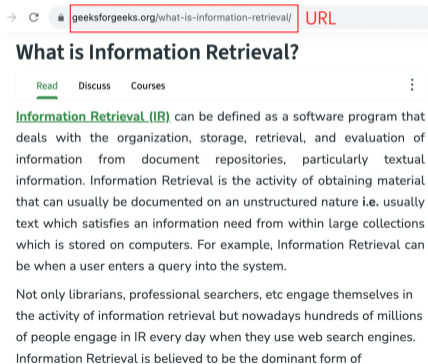 geeksforgeeks.org/what-is-information-retrieval/ URL
What is Information Retrieval?
Read Discuss Courses
Information Retrieval (IR) can be defined as a software program that
deals with the organization, storage, retrieval, and evaluation of
information from document repositories, particularly textual
information. Information Retrieval is the activity of obtaining material
that can usually be documented on an unstructured nature i.e. usually
text which satisfies an information need from within large collections
which is stored on computers. For example, Information Retrieval can
be when a user enters a query into the system.
Not only librarians, professional searchers, etc engage themselves in
the activity of information retrieval but nowadays hundreds of millions
of people engage in IR every day when they use web search engines.
Information Retrieval is believed to be the dominant form of